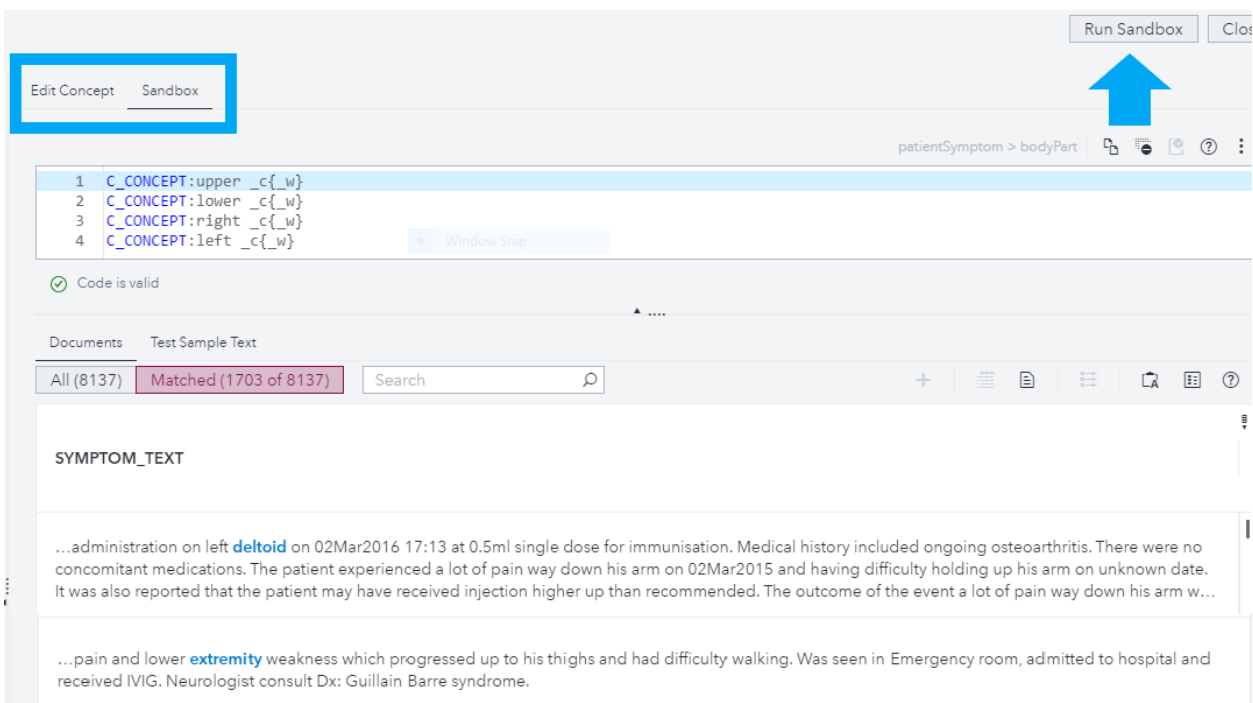 Run Sandbox
Clos
Edit Concept Sandbox
patientSymptom > bodyPart
1 C_CONCEPT:upper _c{_w}
2 C_CONCEPT:lower _c{_w}
3 C_CONCEPT:right _c{_w}
4 C_CONCEPT:left _c{_w}
Window Snip
Code is valid
Documents Test Sample Text
All (8137) Matched (1703 of 8137) Search
SYMPTOM_TEXT
...administration on left deltoid on 02Mar2016 17:13 at 0.5ml single dose for immunisation. Medical history included ongoing osteoarthritis. There were no
concomitant medications. The patient experienced a lot of pain way down his arm on 02Mar2015 and having difficulty holding up his arm on unknown date.
It was also reported that the patient may have received injection higher up than recommended. The outcome of the event a lot of pain way down his arm w...
...pain and lower extremity weakness which progressed up to his thighs and had difficulty walking. Was seen in Emergency room, admitted to hospital and
received IVIG. Neurologist consult Dx: Guillain Barre syndrome.